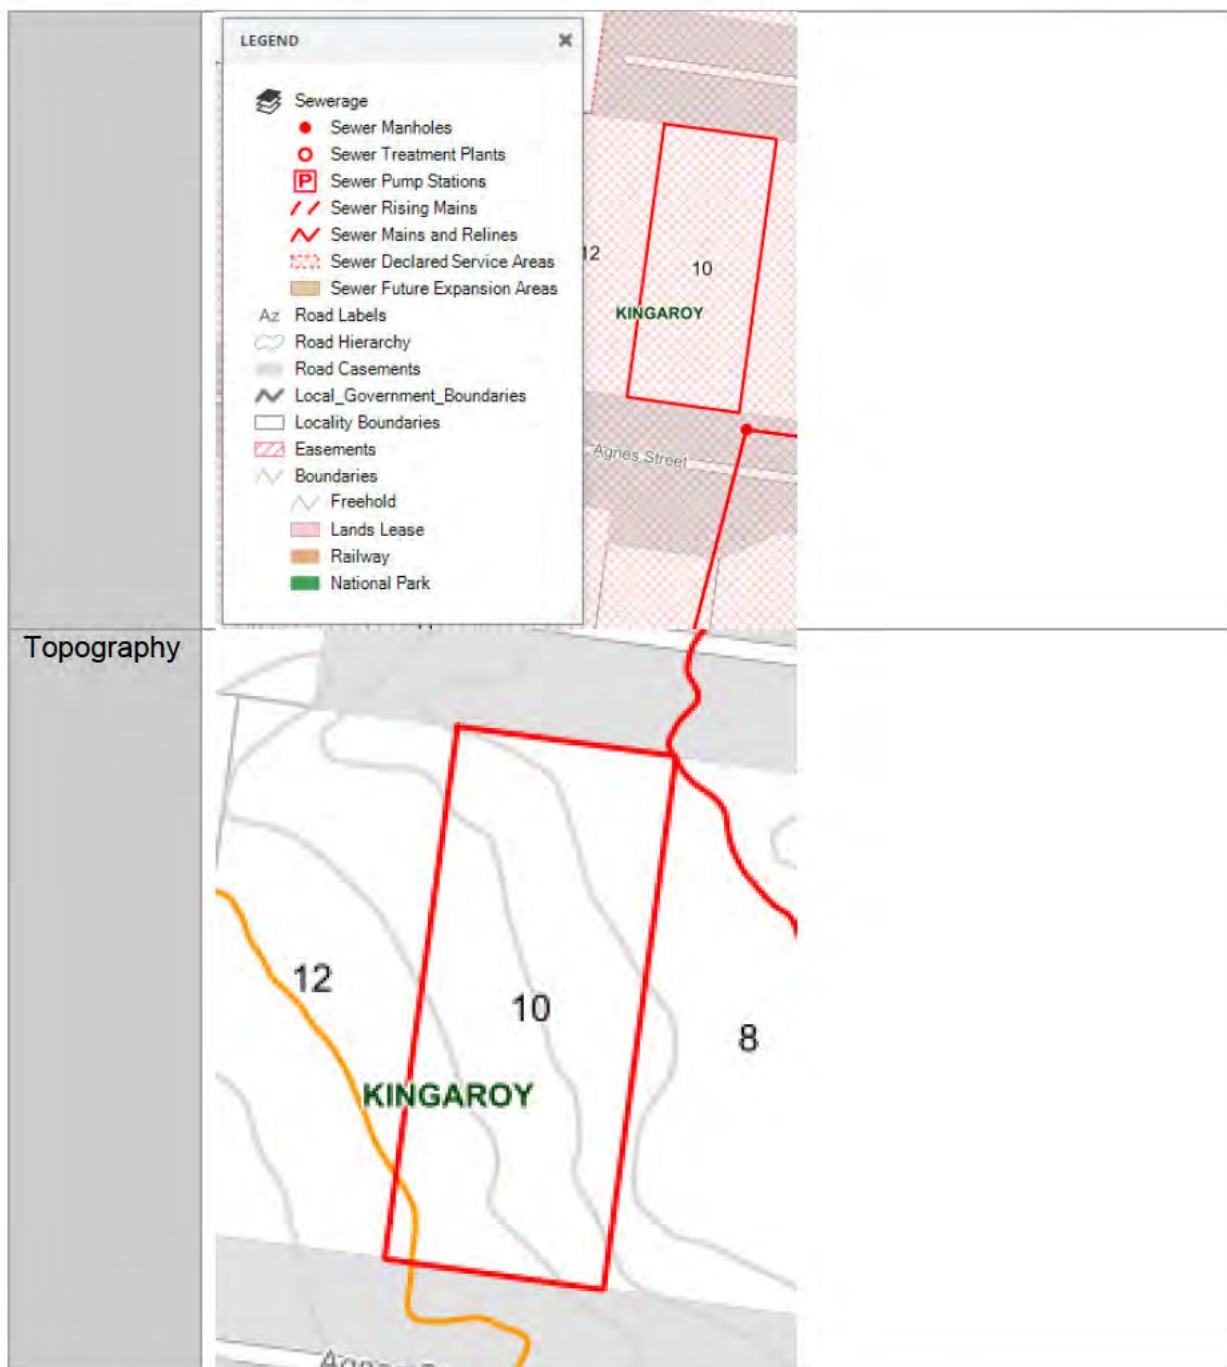 LEGEND
Sewerage
Sewer Manholes
Sewer Treatment Plants
P Sewer Pump Stations
Sewer Rising Mains
Sewer Mains and Relines
Sewer Declared Service Areas
Sewer Future Expansion Areas
Az Road Labels
Road Hierarchy
Road Casements
Local_Government_Boundaries
Locality Boundaries
Easements
Boundaries
Freehold
Lands Lease
Railway
National Park
12
10
KINGAROY
Agnes Street
Topography
12
10
8
KINGAROY